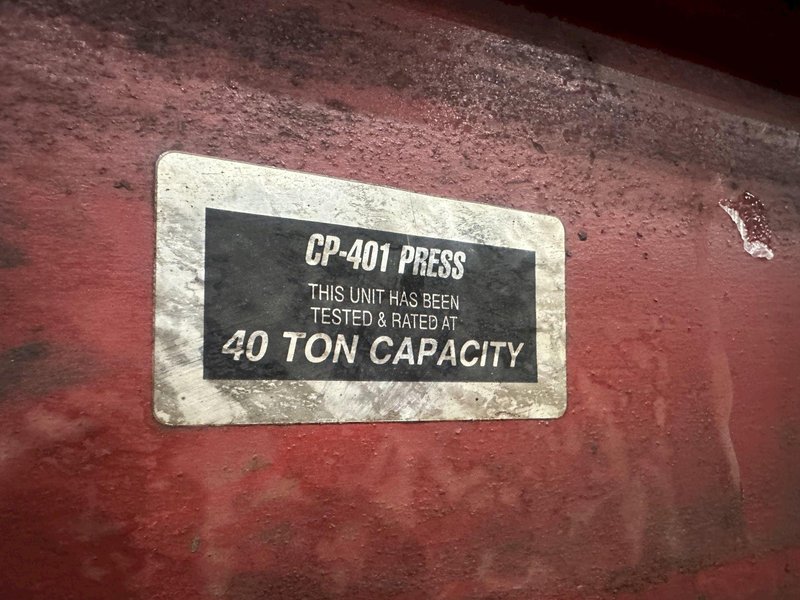 CP-401 PRESS
THIS UNIT HAS BEEN
TESTED & RATED AT
40 TON CAPACITY